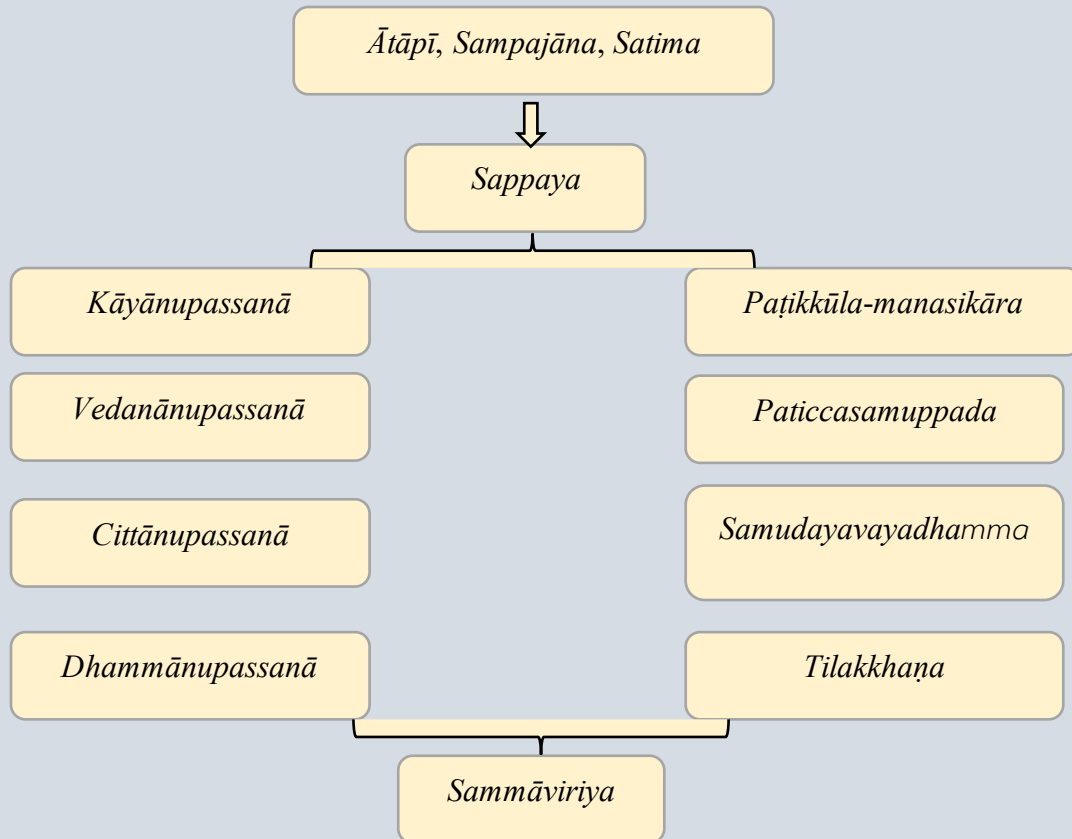 Ātāpī, Sampajāna, Satima
Sappaya
Kāyānupassanā
Paṭikkūla-manasikāra
Vedanānupassanā
Paticcasamuppada
Cittānupassanā
Samudayavayadhamma
Dhammānupassanā
Tilakkhaṇa
Sammāviriya